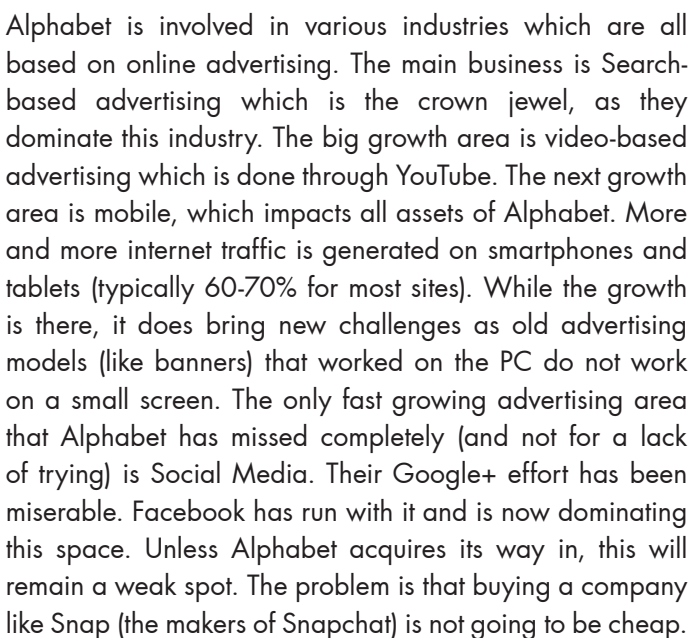 Alphabet is involved in various industries which are all
based on online advertising. The main business is Search-
based advertising which is the crown jewel, as they
dominate this industry. The big growth area is video-based
advertising which is done through YouTube. The next growth
area is mobile, which impacts all assets of Alphabet. More
and more internet traffic is generated on smartphones and
tablets (typically 60-70% for most sites). While the growth
is there, it does bring new challenges as old advertising
models (like banners) that worked on the PC do not work
on a small screen. The only fast growing advertising area
that Alphabet has missed completely (and not for a lack
of trying) is Social Media. Their Google+ effort has been
miserable. Facebook has run with it and is now dominating
this space. Unless Alphabet acquires its way in, this will
remain a weak spot. The problem is that buying a company
like Snap (the makers of Snapchat) is not going to be cheap.